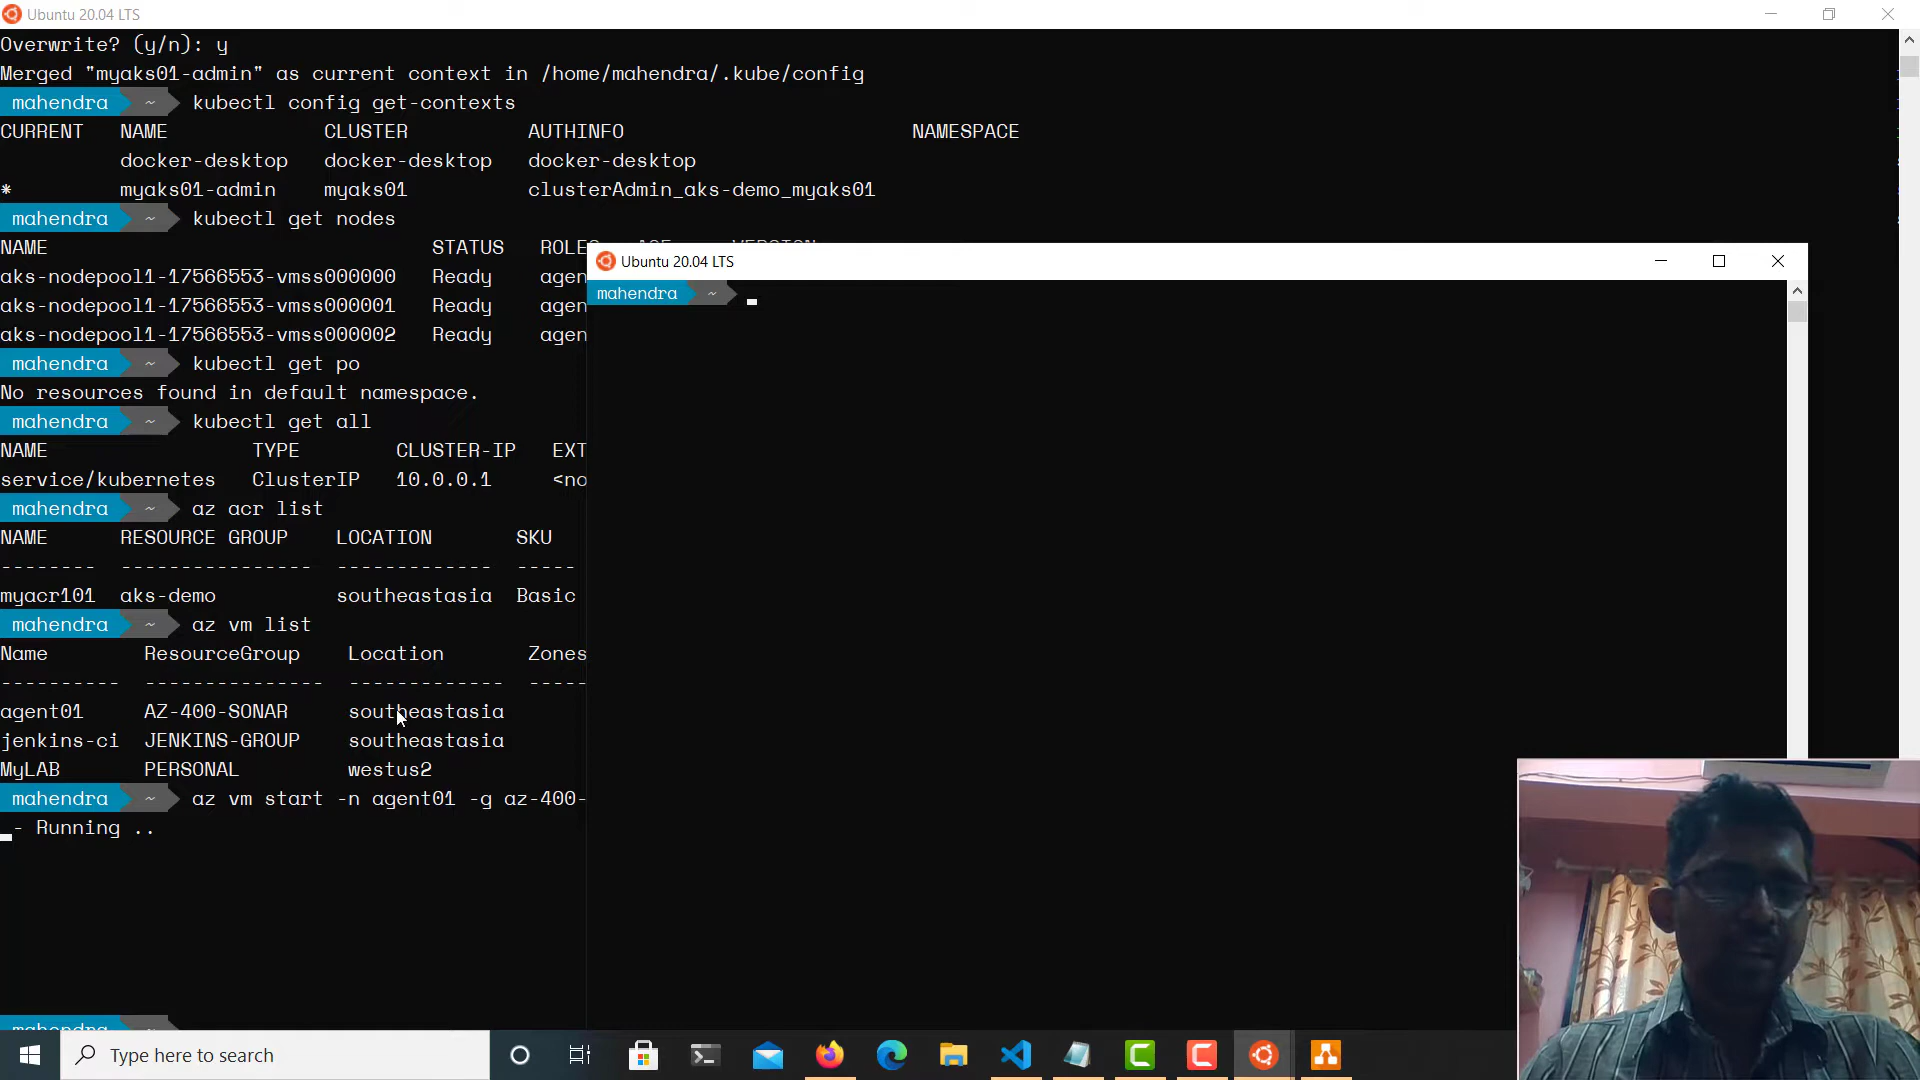 Ubuntu 20.04 LTS
Overwrite? (y/n): y
Merged "myaks01-admin" as current context in /home/mahendra/.kube/config
mahendra ~ kubectl config get-contexts
CURRENT NAME CLUSTER AUTHINFO NAMESPACE
docker-desktop docker-desktop docker-desktop
* myaks01-admin myaks01 clusterAdmin_aks-demo_myaks01
mahendra ~ kubectl get nodes
NAME STATUS ROLES AGE VERSION
aks-nodepool1-17566553-vmss000000 Ready agen
aks-nodepool1-17566553-vmss000001 Ready agen
aks-nodepool1-17566553-vmss000002 Ready agen
mahendra ~ kubectl get po
No resources found in default namespace.
mahendra ~ kubectl get all
NAME TYPE CLUSTER-IP EXT
service/kubernetes ClusterIP 10.0.0.1 <no
mahendra ~ az acr list
NAME RESOURCE GROUP LOCATION SKU
-------- ---------------- ------------- -----
myacr101 aks-demo southeastasia Basic
mahendra ~ az vm list
Name ResourceGroup Location Zones
---------- --------------- ------------- -----
agent01 AZ-400-SONAR southeastasia
jenkins-ci JENKINS-GROUP southeastasia
MyLAB PERSONAL westus2
mahendra ~ az vm start -n agent01 -g az-400-
- Running ..
mahendra
Ubuntu 20.04 LTS
mahendra ~
Type here to search